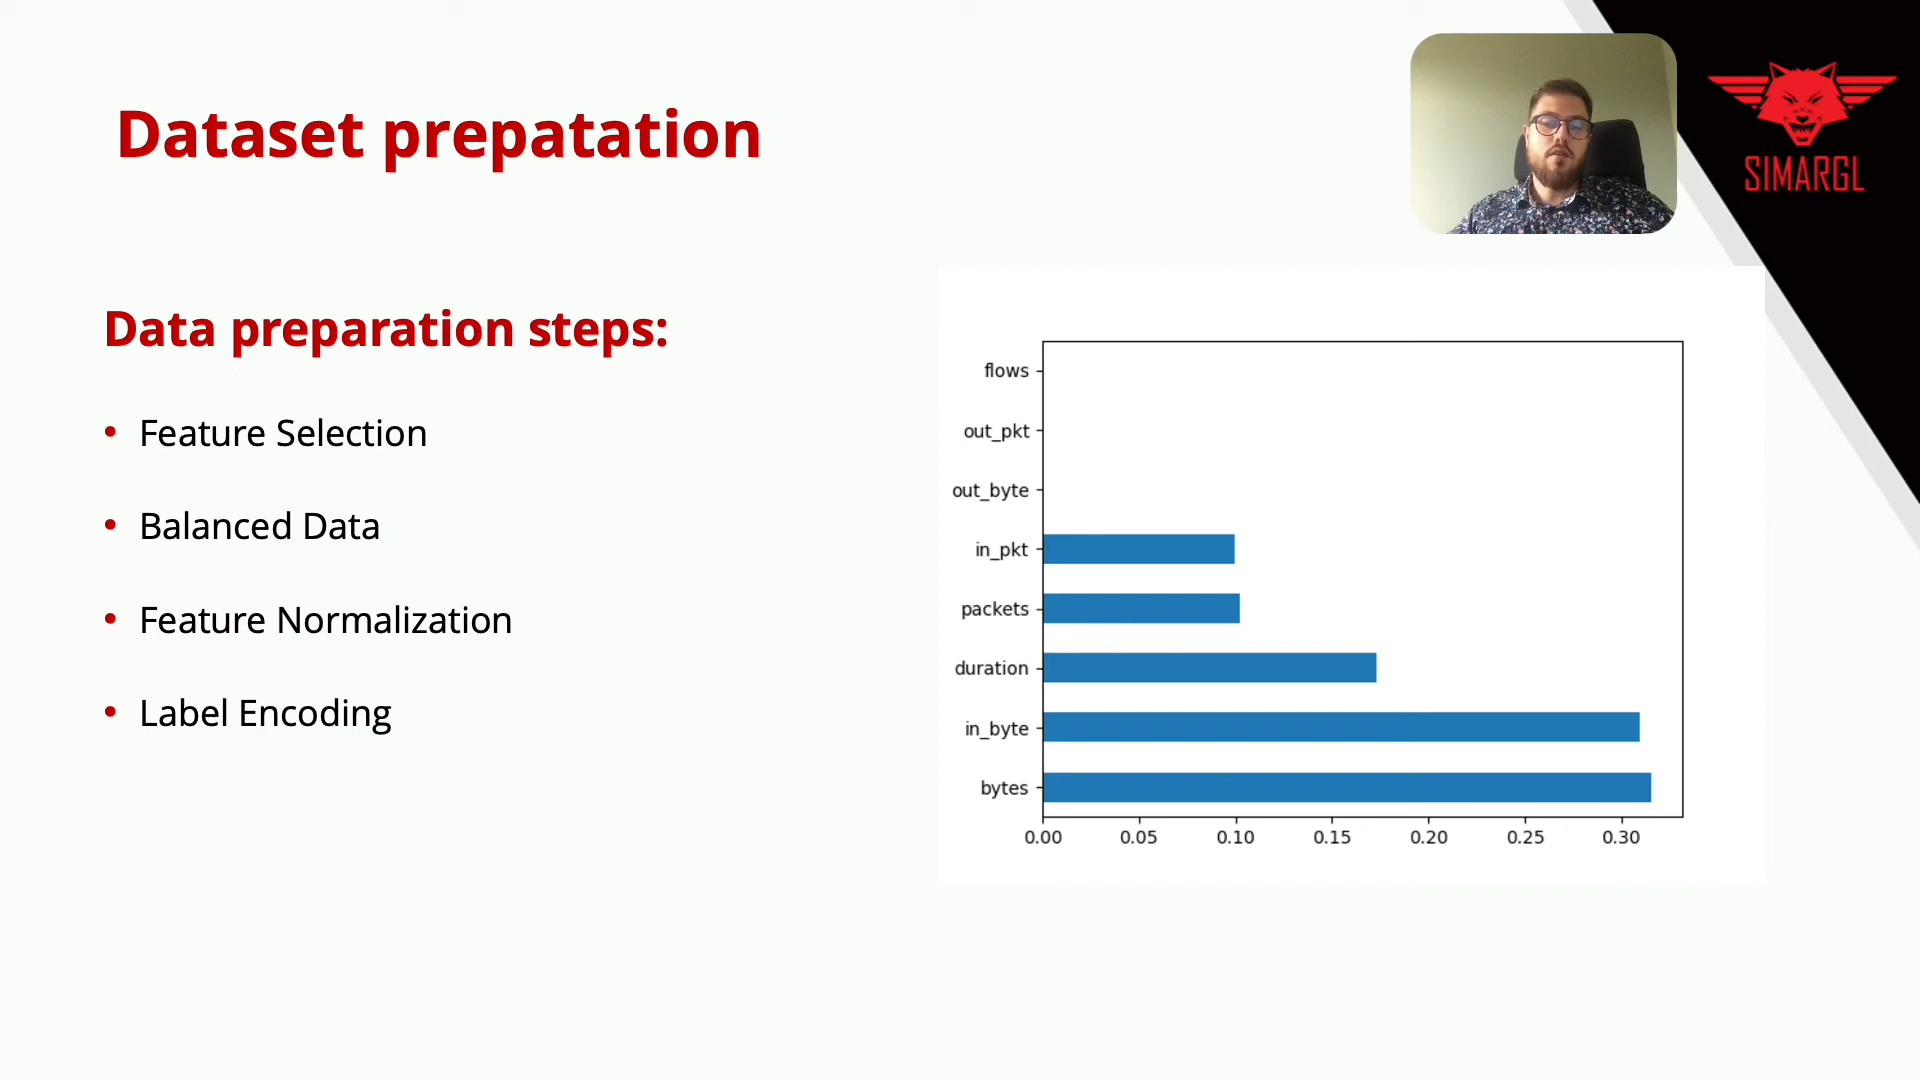 Dataset prepatation
SIMARGL
Data preparation steps:
• Feature Selection
• Balanced Data
• Feature Normalization
• Label Encoding
flows
out_pkt
out_byte
in_pkt
packets
duration
in_byte
bytes
0.00 0.05 0.10 0.15 0.20 0.25 0.30